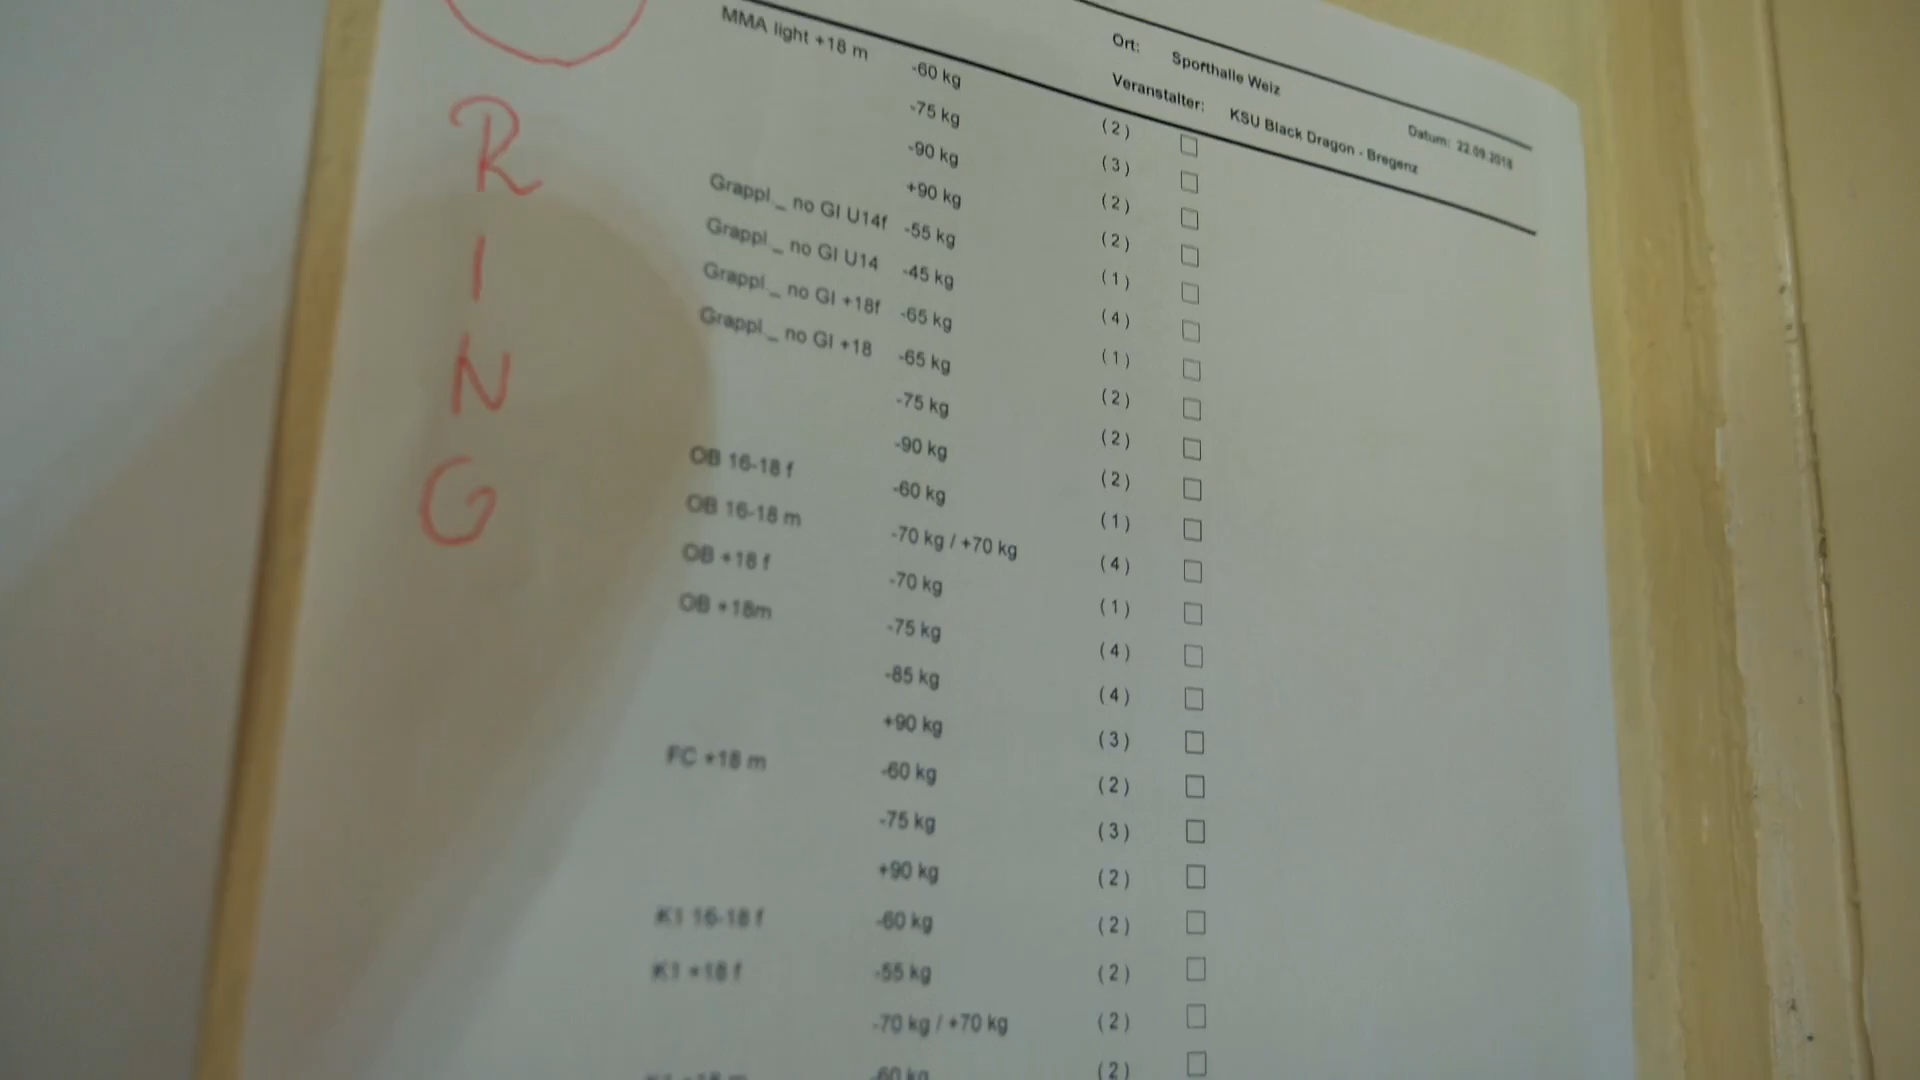 Ort: Sporthalle Weiz
Datum: 22.09.2018
Veranstalter: KSU Black Dragon - Bregenz
RING
MMA light +18 m -60 kg (2)
-75 kg (3)
-90 kg (2)
+90 kg (2)
Grappl._ no GI U14f -55 kg (1)
Grappl._ no GI U14 -45 kg (4)
Grappl._ no GI +18f -65 kg (1)
Grappl._ no GI +18 -65 kg (2)
-75 kg (2)
-90 kg (2)
OB 16-18 f -60 kg (1)
OB 16-18 m -70 kg / +70 kg (4)
OB +18 f -70 kg (1)
OB +18m -75 kg (4)
-85 kg (4)
+90 kg (3)
FC +18 m -60 kg (2)
-75 kg (3)
+90 kg (2)
K1 16-18 f -60 kg (2)
K1 +18 f -55 kg (2)
-70 kg / +70 kg (2)
-60 kg (2)